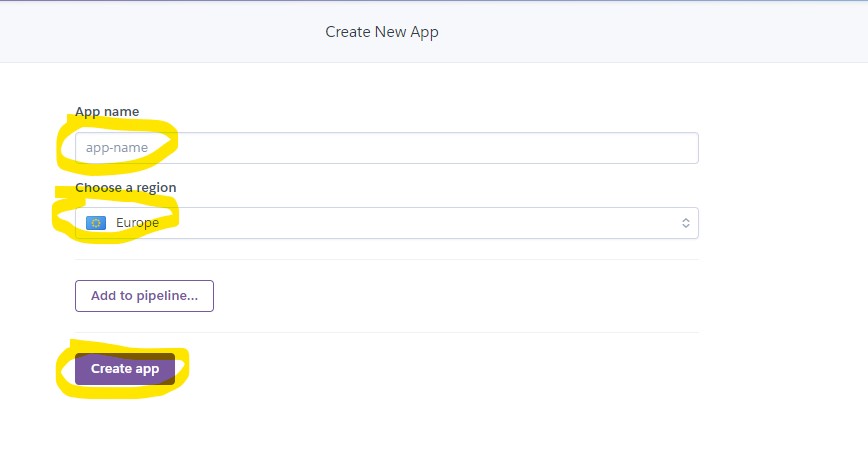 Create New App
App name
app-name
Choose a region
Europe
Add to pipeline...
Create app